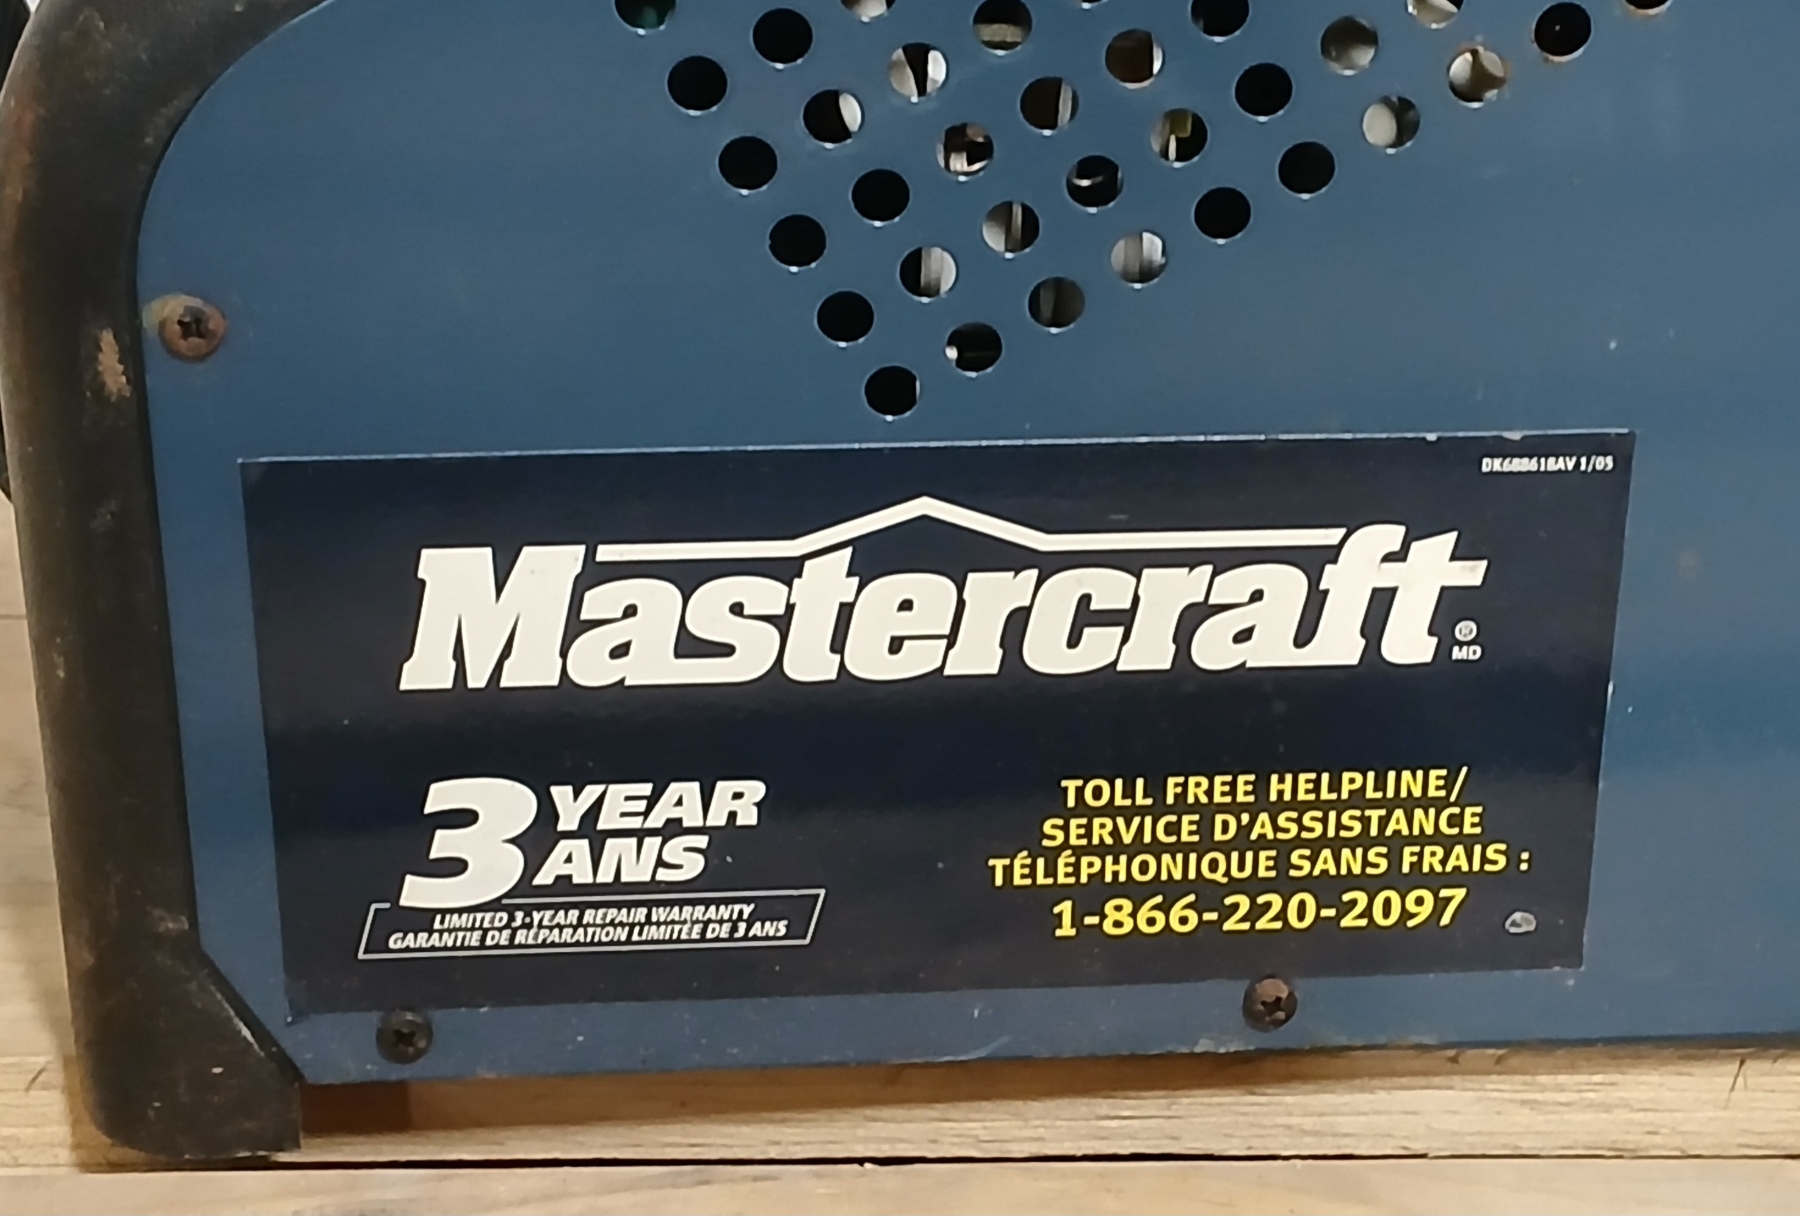 DK688618AV 1/05
Mastercraft®
MD
3 YEAR
ANS
LIMITED 3-YEAR REPAIR WARRANTY
GARANTIE DE RÉPARATION LIMITÉE DE 3 ANS
TOLL FREE HELPLINE/
SERVICE D'ASSISTANCE
TÉLÉPHONIQUE SANS FRAIS :
1-866-220-2097